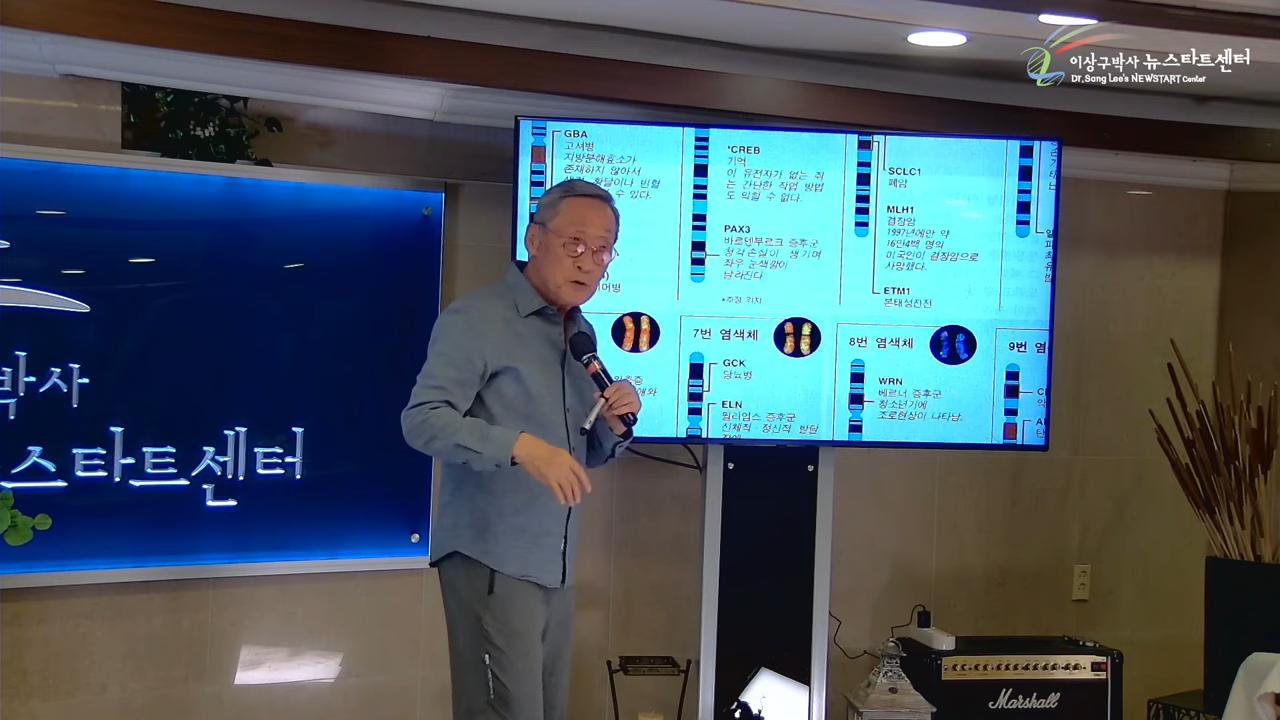 이상구박사 뉴스타트센터
Dr. Sang Lee's NEWSTART Center
GBA
고셔병
지방분해효소가
존재하지 않아서
*CREB
기억
이 유전자가 없는 쥐
는 간단한 작업 방법
도 익힐 수 없다.
PAX3
바르덴부르크 증후군
청각손실이 생기며
좌우 눈색깔이
달라진다
*추정 위치
SCLC1
폐암
MLH1
결장암
1997년에만 약
16만4백 명의
미국인이 결장암으로
사망했다.
ETM1
본태성진전
7번 염색체
GCK
당뇨병
ELN
윌리엄스 증후군
신체적·정신적 발달
8번 염색체
WRN
베르너 증후군
청소년기에
조로현상이 나타남.
9번 염
박사
스타트센터
Marshall